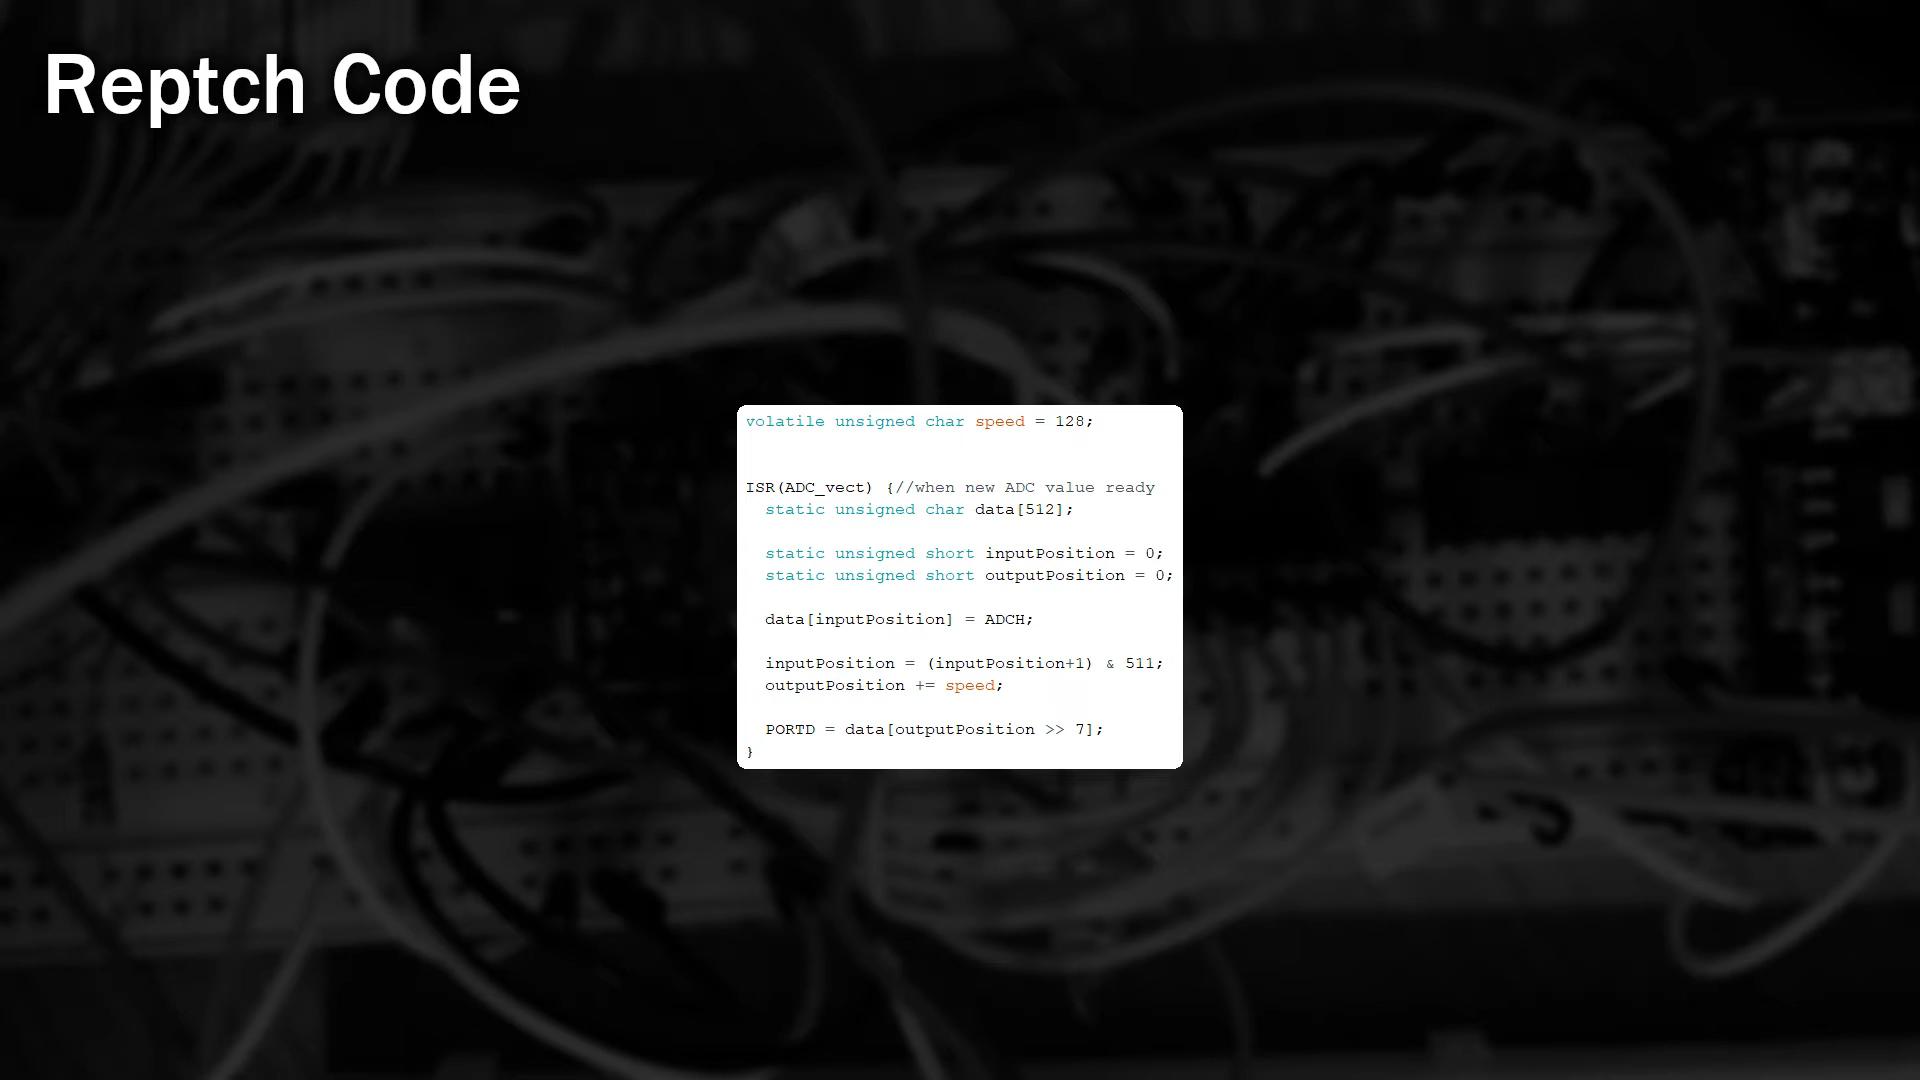 Reptch Code
volatile unsigned char speed = 128;
ISR(ADC_vect) {//when new ADC value ready
static unsigned char data[512];
static unsigned short inputPosition = 0;
static unsigned short outputPosition = 0;
data[inputPosition] = ADCH;
inputPosition = (inputPosition+1) & 511;
outputPosition += speed;
PORTD = data[outputPosition >> 7];
}